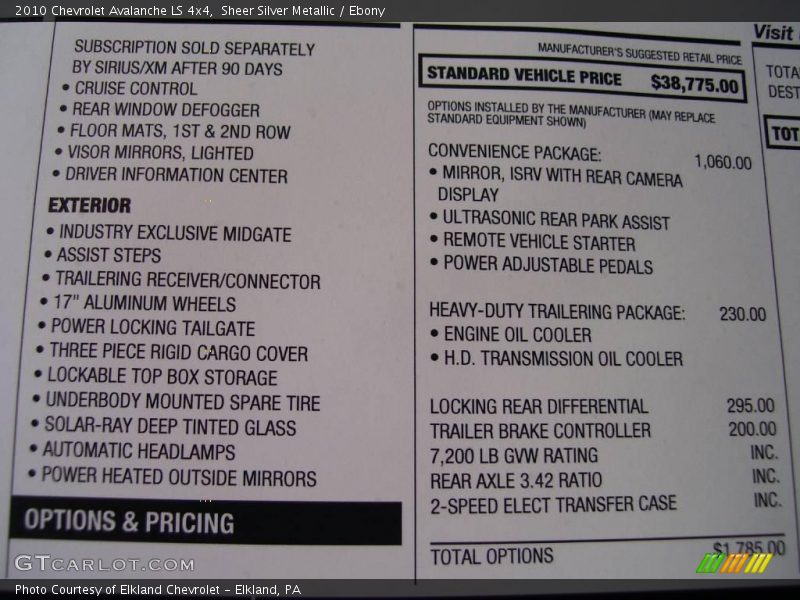 2010 Chevrolet Avalanche LS 4x4, Sheer Silver Metallic / Ebony
SUBSCRIPTION SOLD SEPARATELY
BY SIRIUS/XM AFTER 90 DAYS
• CRUISE CONTROL
• REAR WINDOW DEFOGGER
• FLOOR MATS, 1ST & 2ND ROW
• VISOR MIRRORS, LIGHTED
• DRIVER INFORMATION CENTER
EXTERIOR
• INDUSTRY EXCLUSIVE MIDGATE
• ASSIST STEPS
• TRAILERING RECEIVER/CONNECTOR
• 17" ALUMINUM WHEELS
• POWER LOCKING TAILGATE
• THREE PIECE RIGID CARGO COVER
• LOCKABLE TOP BOX STORAGE
• UNDERBODY MOUNTED SPARE TIRE
• SOLAR-RAY DEEP TINTED GLASS
• AUTOMATIC HEADLAMPS
• POWER HEATED OUTSIDE MIRRORS
OPTIONS & PRICING
MANUFACTURER'S SUGGESTED RETAIL PRICE
STANDARD VEHICLE PRICE $38,775.00
OPTIONS INSTALLED BY THE MANUFACTURER (MAY REPLACE
STANDARD EQUIPMENT SHOWN)
CONVENIENCE PACKAGE: 1,060.00
• MIRROR, ISRV WITH REAR CAMERA
DISPLAY
• ULTRASONIC REAR PARK ASSIST
• REMOTE VEHICLE STARTER
• POWER ADJUSTABLE PEDALS
HEAVY-DUTY TRAILERING PACKAGE: 230.00
• ENGINE OIL COOLER
• H.D. TRANSMISSION OIL COOLER
LOCKING REAR DIFFERENTIAL 295.00
TRAILER BRAKE CONTROLLER 200.00
7,200 LB GVW RATING INC.
REAR AXLE 3.42 RATIO INC.
2-SPEED ELECT TRANSFER CASE INC.
TOTAL OPTIONS $1,785.00
Visit
TOTA
DEST
TOT
GTCARLOT.COM
Photo Courtesy of Elkland Chevrolet - Elkland, PA